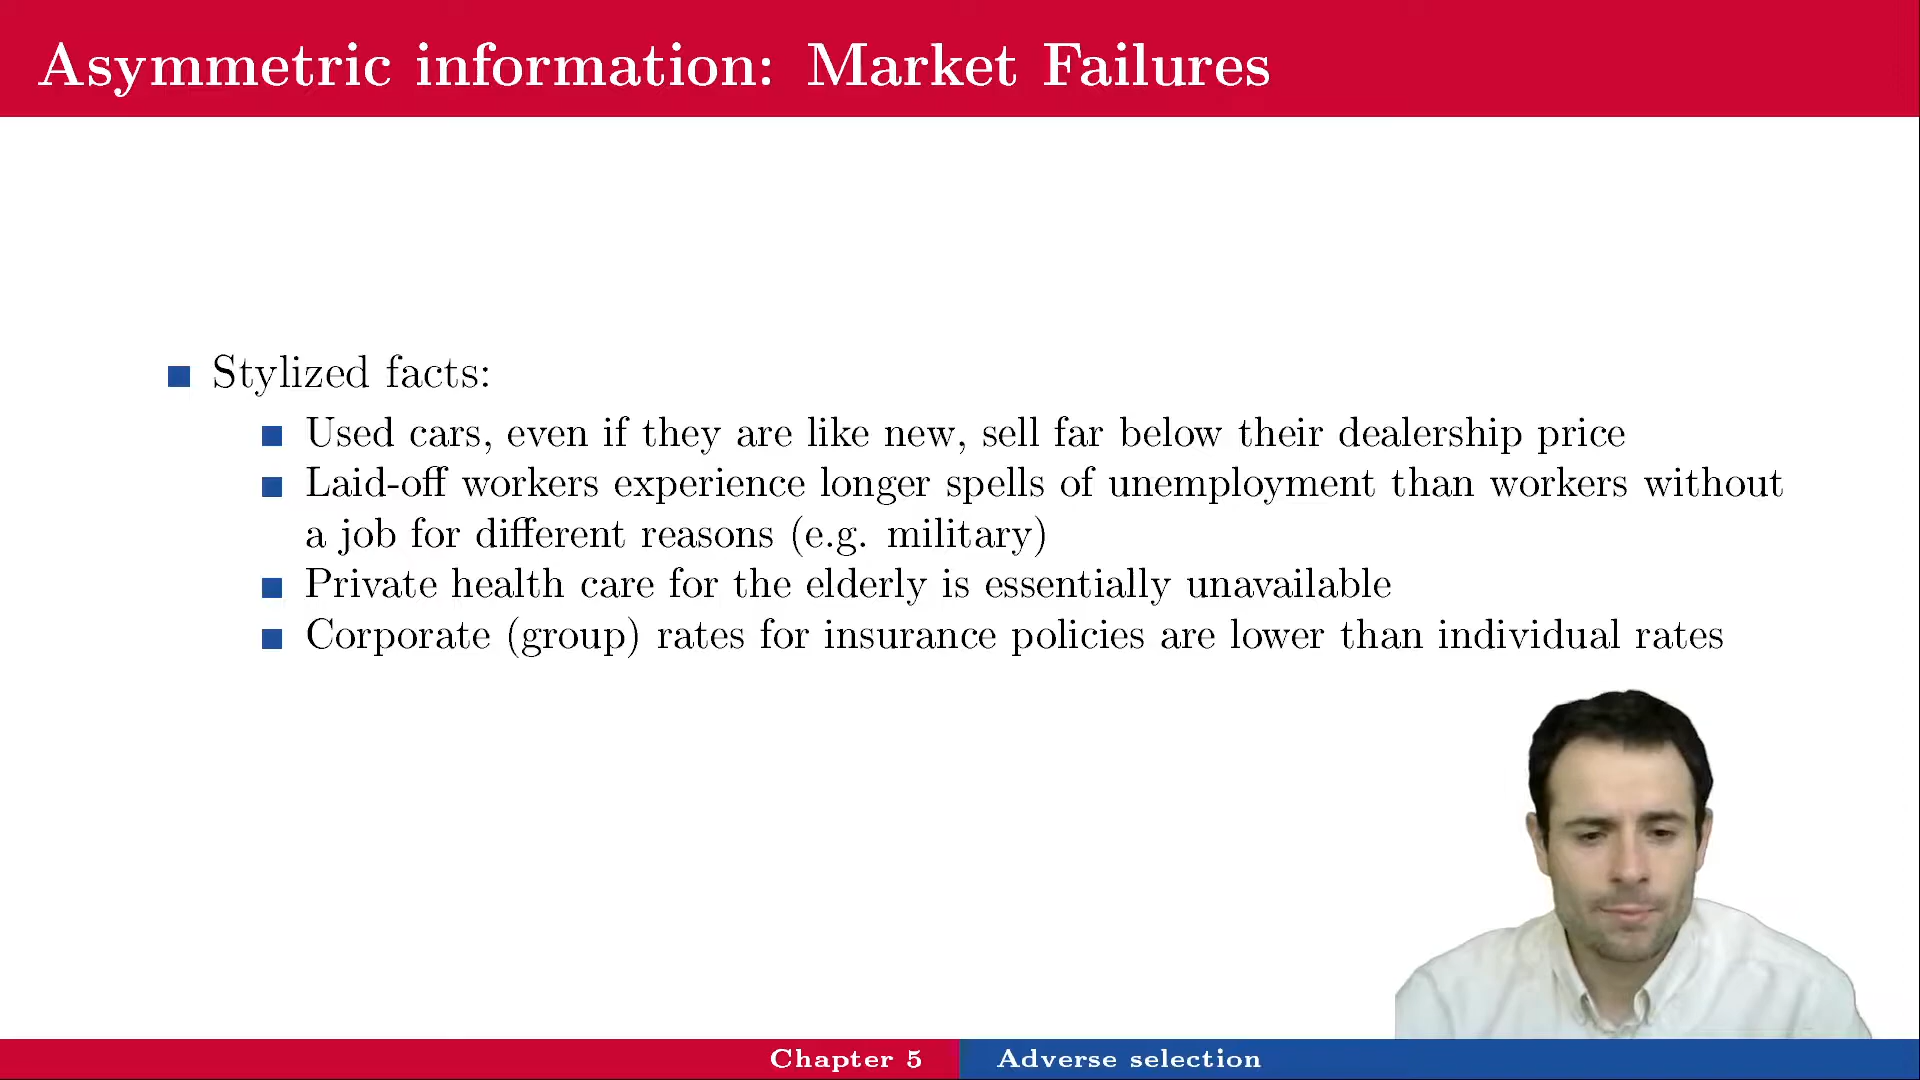 Asymmetric information: Market Failures
Stylized facts:
Used cars, even if they are like new, sell far below their dealership price
Laid-off workers experience longer spells of unemployment than workers without
a job for different reasons (e.g. military)
Private health care for the elderly is essentially unavailable
Corporate (group) rates for insurance policies are lower than individual rates
Chapter 5
Adverse selection